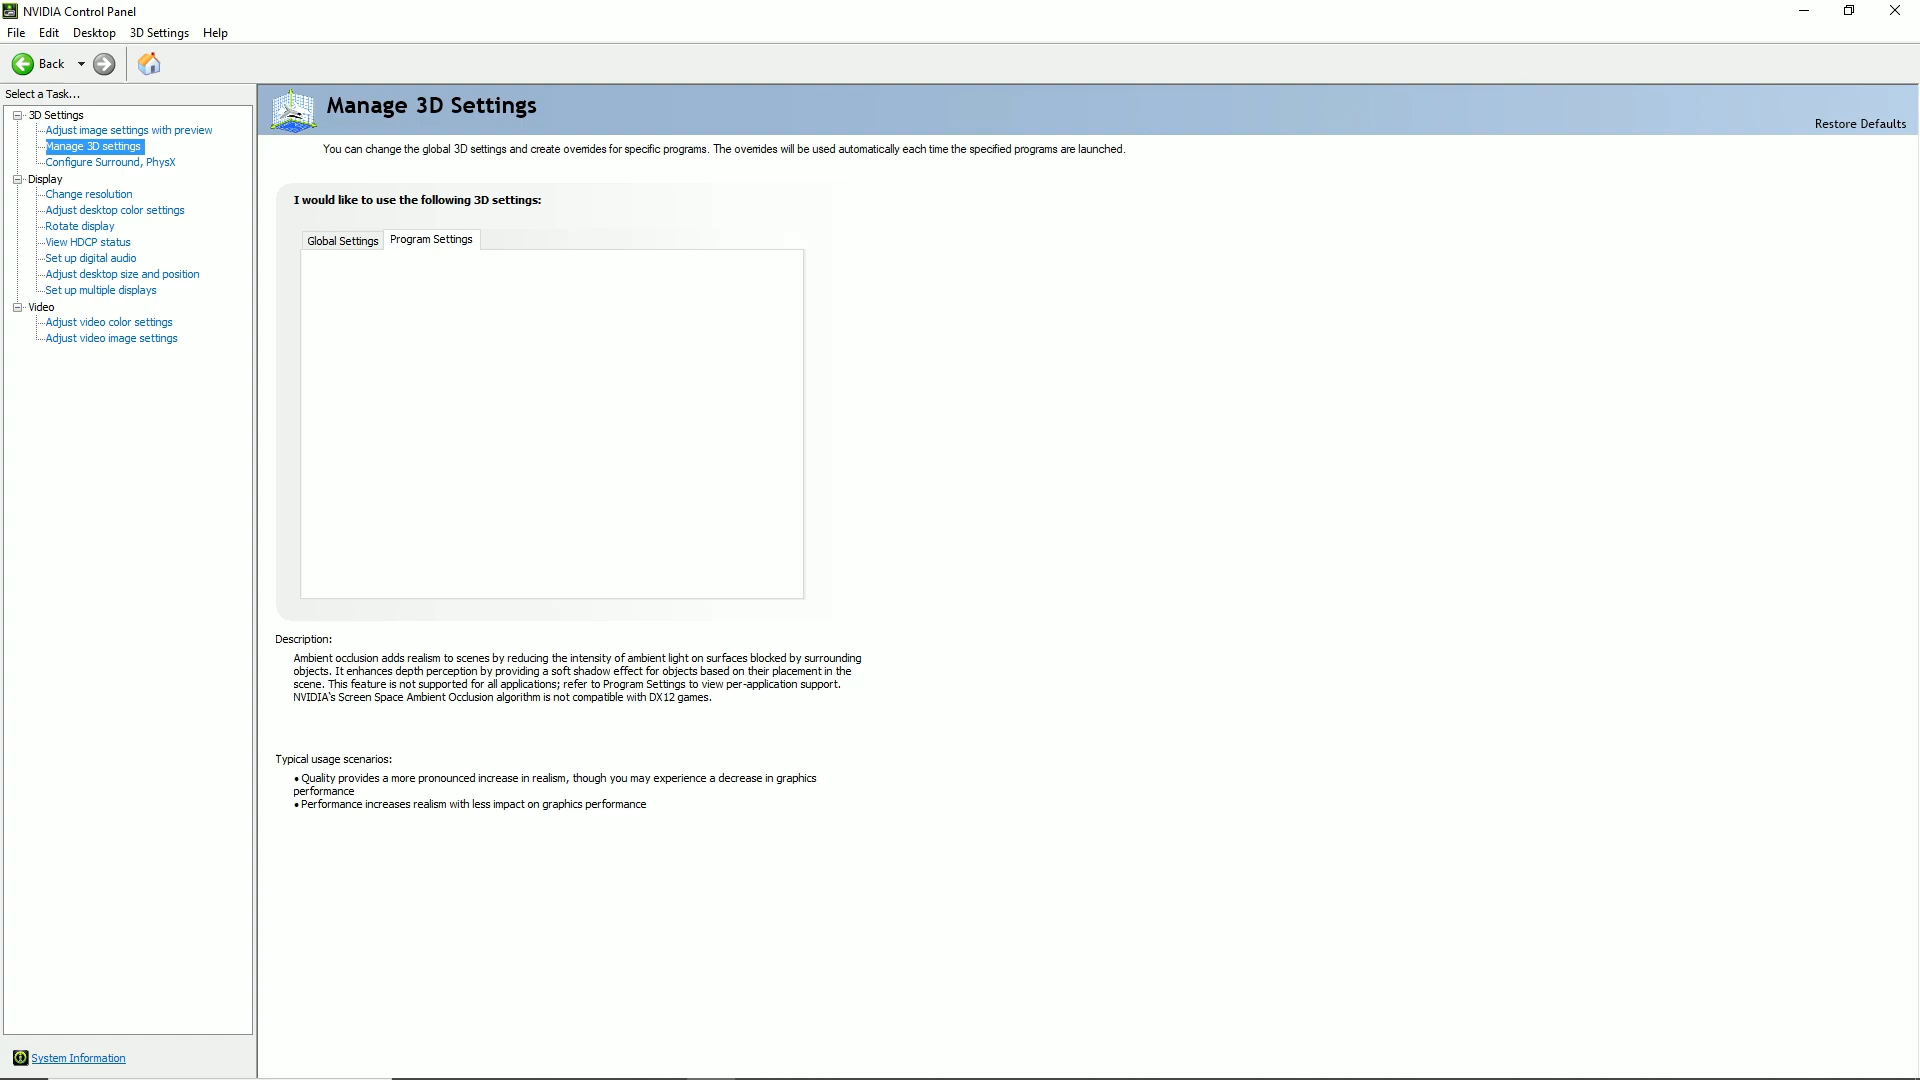 NVIDIA Control Panel
File Edit Desktop 3D Settings Help
Back
Select a Task...
3D Settings
Adjust image settings with preview
Manage 3D settings
Configure Surround, PhysX
Display
Change resolution
Adjust desktop color settings
Rotate display
View HDCP status
Set up digital audio
Adjust desktop size and position
Set up multiple displays
Video
Adjust video color settings
Adjust video image settings
System Information
Manage 3D Settings
Restore Defaults
You can change the global 3D settings and create overrides for specific programs. The overrides will be used automatically each time the specified programs are launched.
I would like to use the following 3D settings:
Global Settings Program Settings
Description:
Ambient occlusion adds realism to scenes by reducing the intensity of ambient light on surfaces blocked by surrounding
objects. It enhances depth perception by providing a soft shadow effect for objects based on their placement in the
scene. This feature is not supported for all applications; refer to Program Settings to view per-application support.
NVIDIA's Screen Space Ambient Occlusion algorithm is not compatible with DX12 games.
Typical usage scenarios:
• Quality provides a more pronounced increase in realism, though you may experience a decrease in graphics
performance
• Performance increases realism with less impact on graphics performance